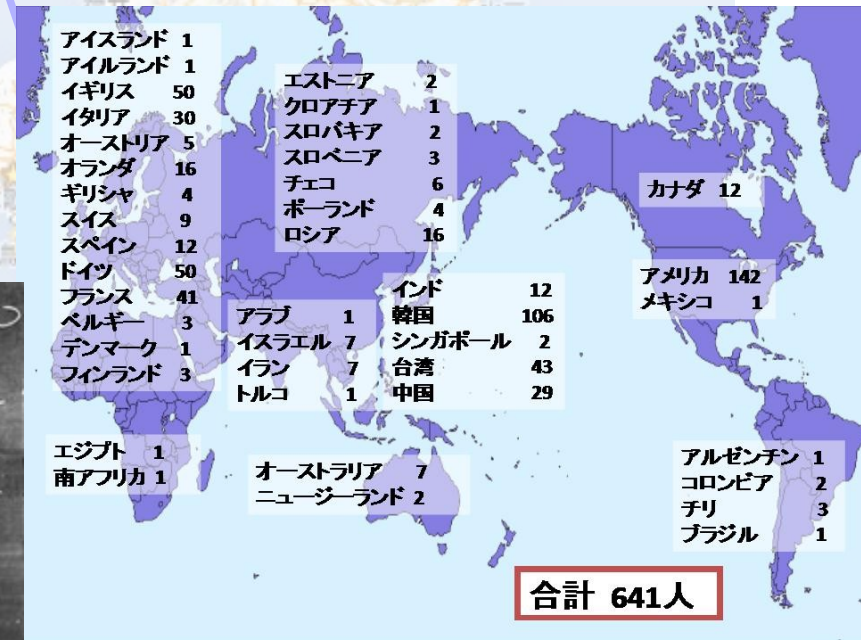 アイスランド 1
アイルランド 1
イギリス 50
イタリア 30
オーストリア 5
オランダ 16
ギリシャ 4
スイス 9
スペイン 12
ドイツ 50
フランス 41
ベルギー 3
デンマーク 1
フィンランド 3
エストニア 2
クロアチア 1
スロバキア 2
スロベニア 3
チェコ 6
ポーランド 4
ロシア 16
カナダ 12
アメリカ 142
メキシコ 1
アラブ 1
イスラエル 7
イラン 7
トルコ 1
インド 12
韓国 106
シンガポール 2
台湾 43
中国 29
エジプト 1
南アフリカ 1
オーストラリア 7
ニュージーランド 2
アルゼンチン 1
コロンビア 2
チリ 3
ブラジル 1
合計 641人